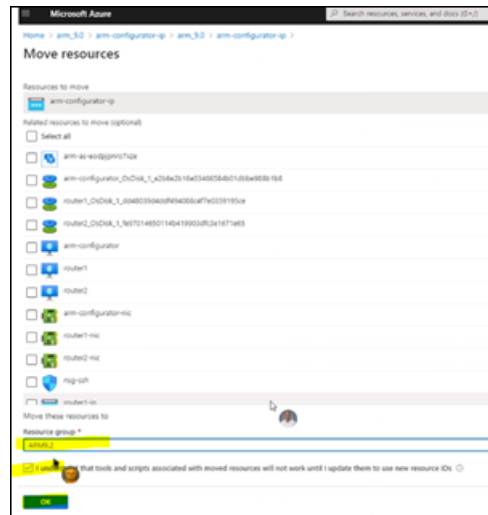 Microsoft Azure
Search resources, services, and docs (G+/)
Home > arm_9.0 > arm-configurator-ip > arm_9.0 > arm-configurator-ip >
Move resources
Resources to move
arm-configurator-ip
Related resources to move (optional)
Select all
router1
arm-configurator
router2
arm-configurator-nic
router1-nic
router2-nic
nsg-ssh
router1-ip
Move these resources to
Resource group *
ARM9.2
I understand that tools and scripts associated with moved resources will not work until I update them to use new resource IDs
OK